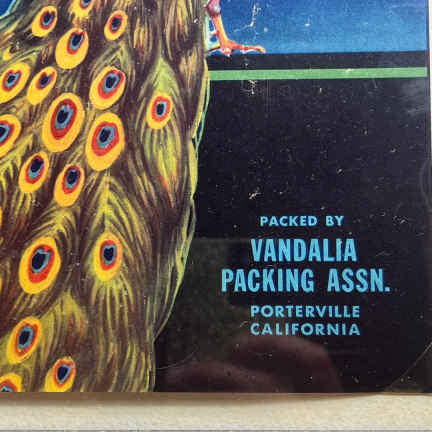 PACKED BY
VANDALIA
PACKING ASSN.
PORTERVILLE
CALIFORNIA